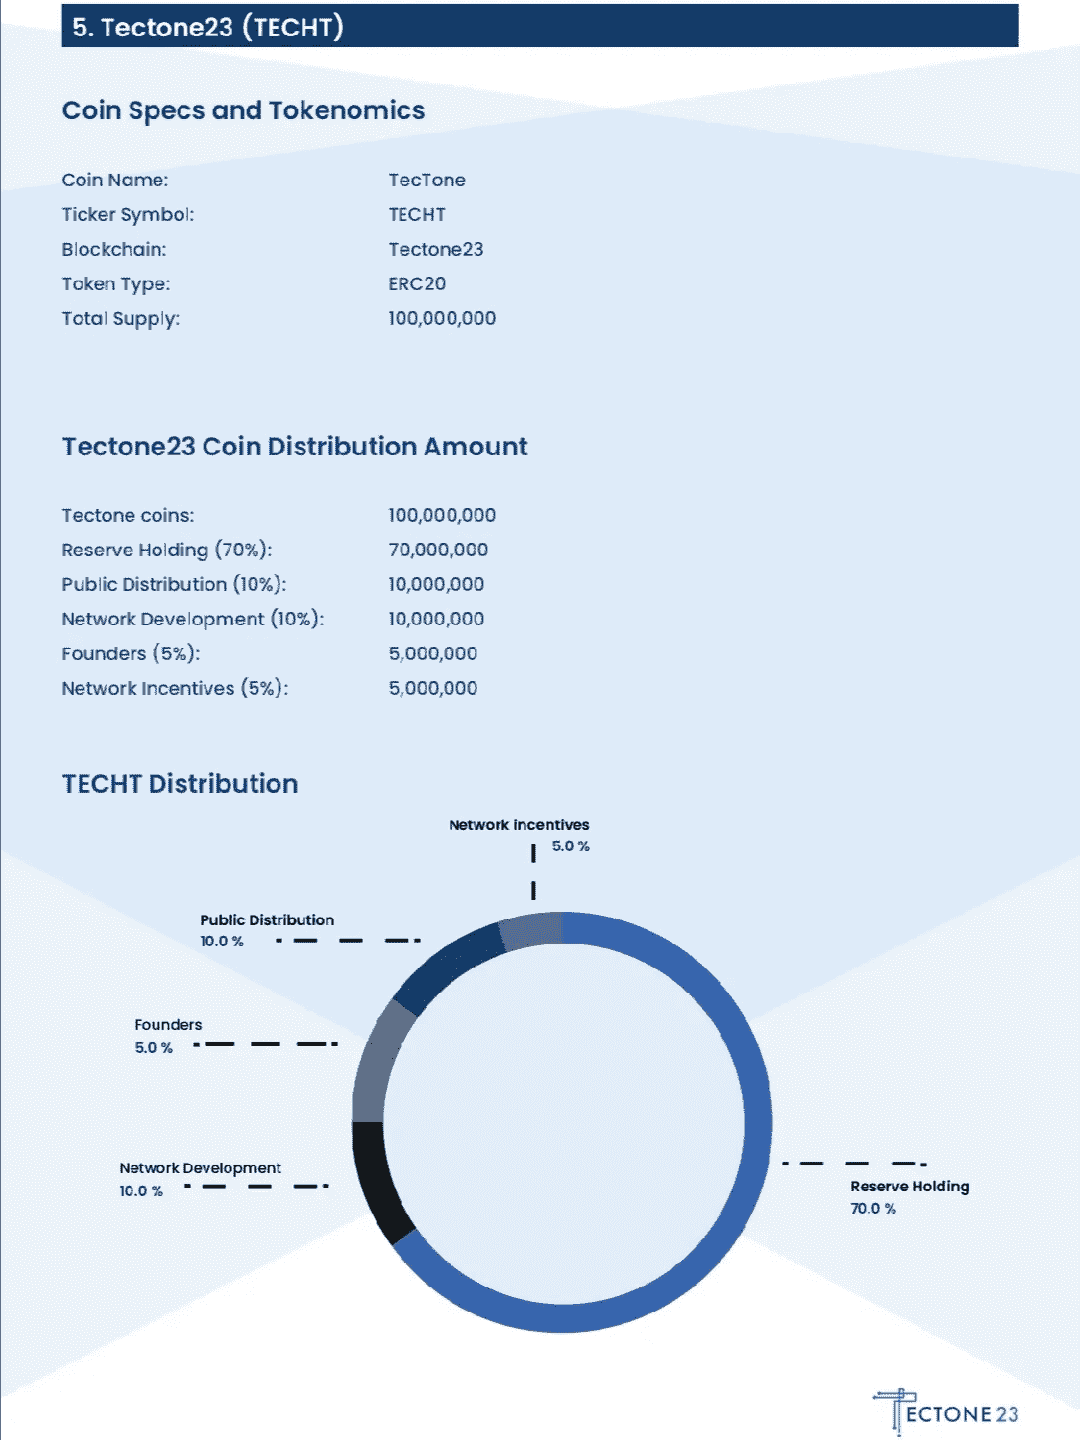 5. Tectone23 (TECHT)
Coin Specs and Tokenomics
Coin Name: TecTone
Ticker Symbol: TECHT
Blockchain: Tectone23
Token Type: ERC20
Total Supply: 100,000,000
Tectone23 Coin Distribution Amount
Tectone coins: 100,000,000
Reserve Holding (70%): 70,000,000
Public Distribution (10%): 10,000,000
Network Development (10%): 10,000,000
Founders (5%): 5,000,000
Network Incentives (5%): 5,000,000
TECHT Distribution
Network incentives
5.0 %
Public Distribution
10.0 %
Founders
5.0 %
Network Development
10.0 %
Reserve Holding
70.0 %
TECTONE 23